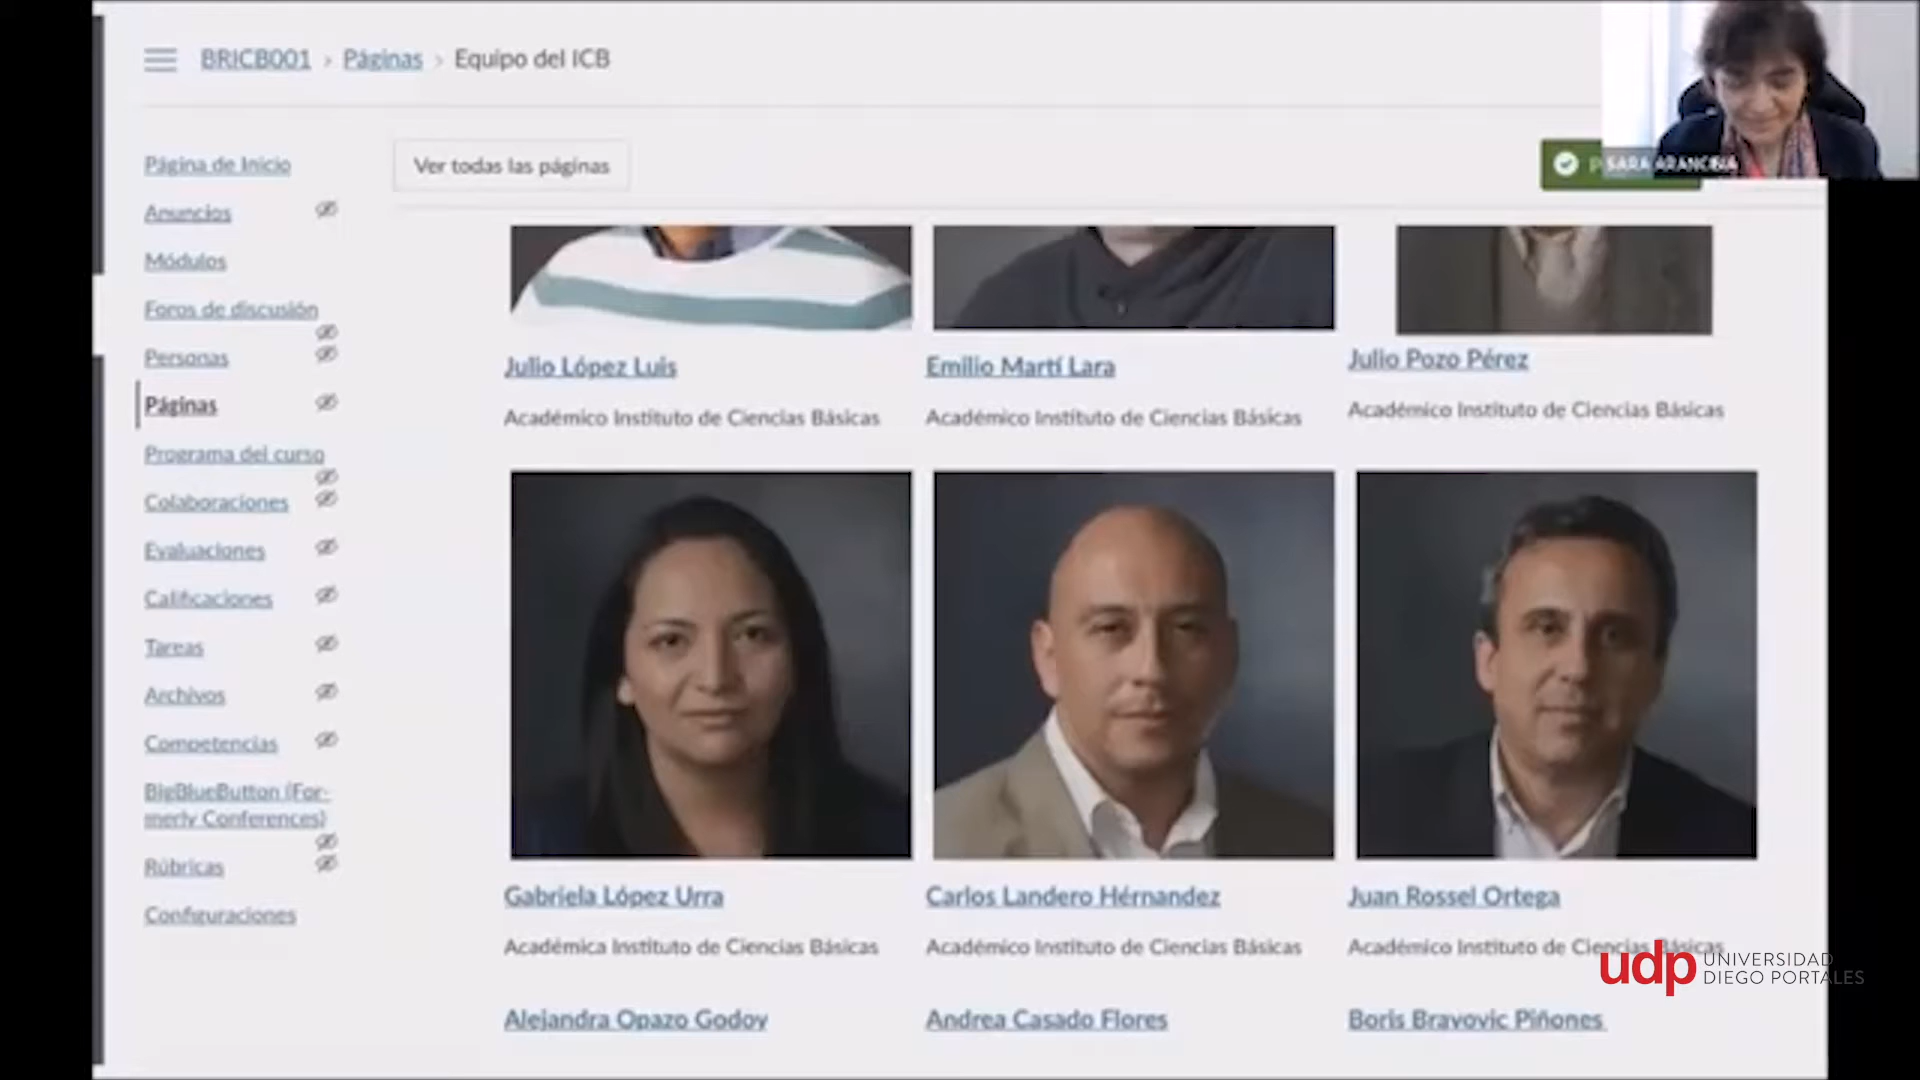 BRICB001 › Páginas › Equipo del ICB
Ver todas las páginas
SARA ARANCIBIA
Página de Inicio
Anuncios
Módulos
Foros de discusión
Personas
Páginas
Programa del curso
Colaboraciones
Evaluaciones
Calificaciones
Tareas
Archivos
Competencias
BigBlueButton (For-
merly Conferences)
Rúbricas
Configuraciones
Julio López Luis
Académico Instituto de Ciencias Básicas
Emilio Martí Lara
Académico Instituto de Ciencias Básicas
Julio Pozo Pérez
Académico Instituto de Ciencias Básicas
Gabriela López Urra
Académica Instituto de Ciencias Básicas
Carlos Landero Hérnandez
Académico Instituto de Ciencias Básicas
Juan Rossel Ortega
Académico Instituto de Ciencias Básicas
Alejandra Opazo Godoy
Andrea Casado Flores
Boris Bravovic Piñones
udp UNIVERSIDAD
DIEGO PORTALES